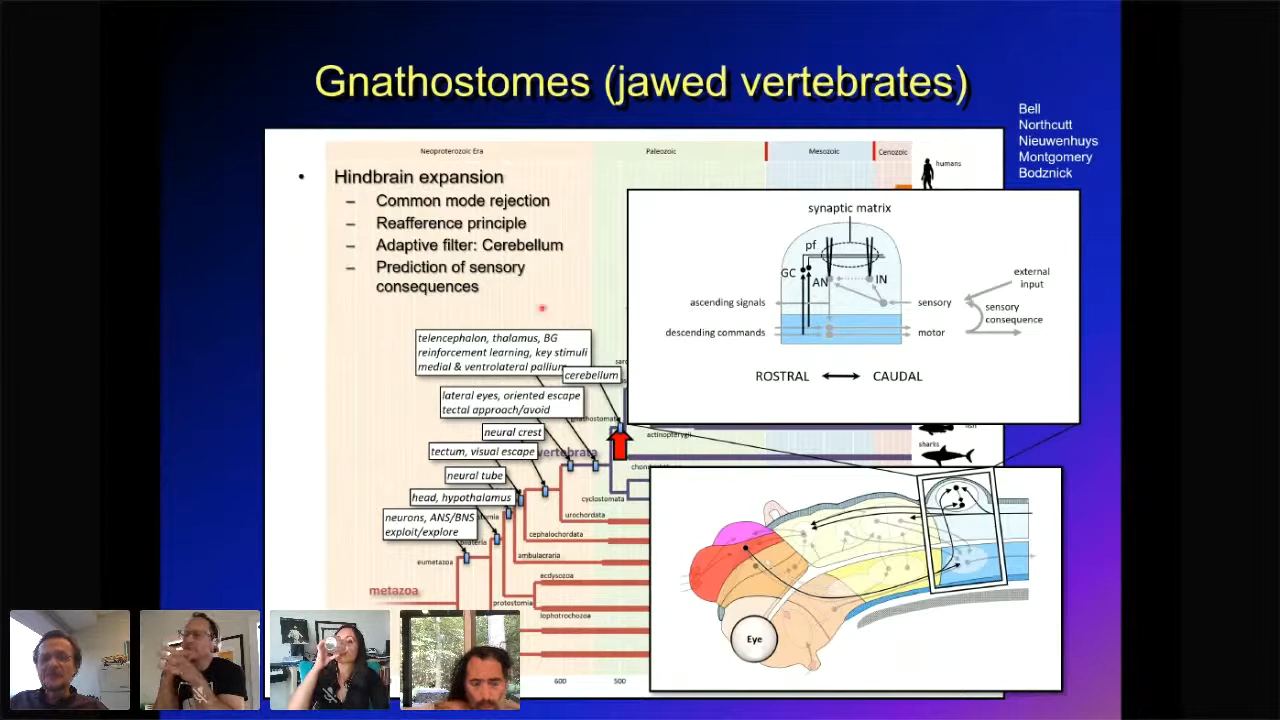 Gnathostomes (jawed vertebrates)
Bell
Northcutt
Nieuwenhuys
Montgomery
Bodznick
Neoproterozoic Era
Paleozoic
Mesozoic
Cenozoic
humans
• Hindbrain expansion
– Common mode rejection
– Reafference principle
– Adaptive filter: Cerebellum
– Prediction of sensory
consequences
synaptic matrix
pf
GC
AN
IN
external
input
ascending signals
sensory
sensory
consequence
descending commands
motor
ROSTRAL
CAUDAL
telencephalon, thalamus, BG
reinforcement learning, key stimuli
medial & ventrolateral pallium
cerebellum
lateral eyes, oriented escape
tectal approach/avoid
gnathostomata
neural crest
actinopterygii
fish
tectum, visual escape
vertebrata
sharks
neural tube
head, hypothalamus
cyclostomata
neurons, ANS/BNS
exploit/explore
urochordata
cephalochordata
bilateria
ambulacraria
eumetazoa
ecdysozoa
metazoa
protostomia
lophotrochozoa
Eye
600
500